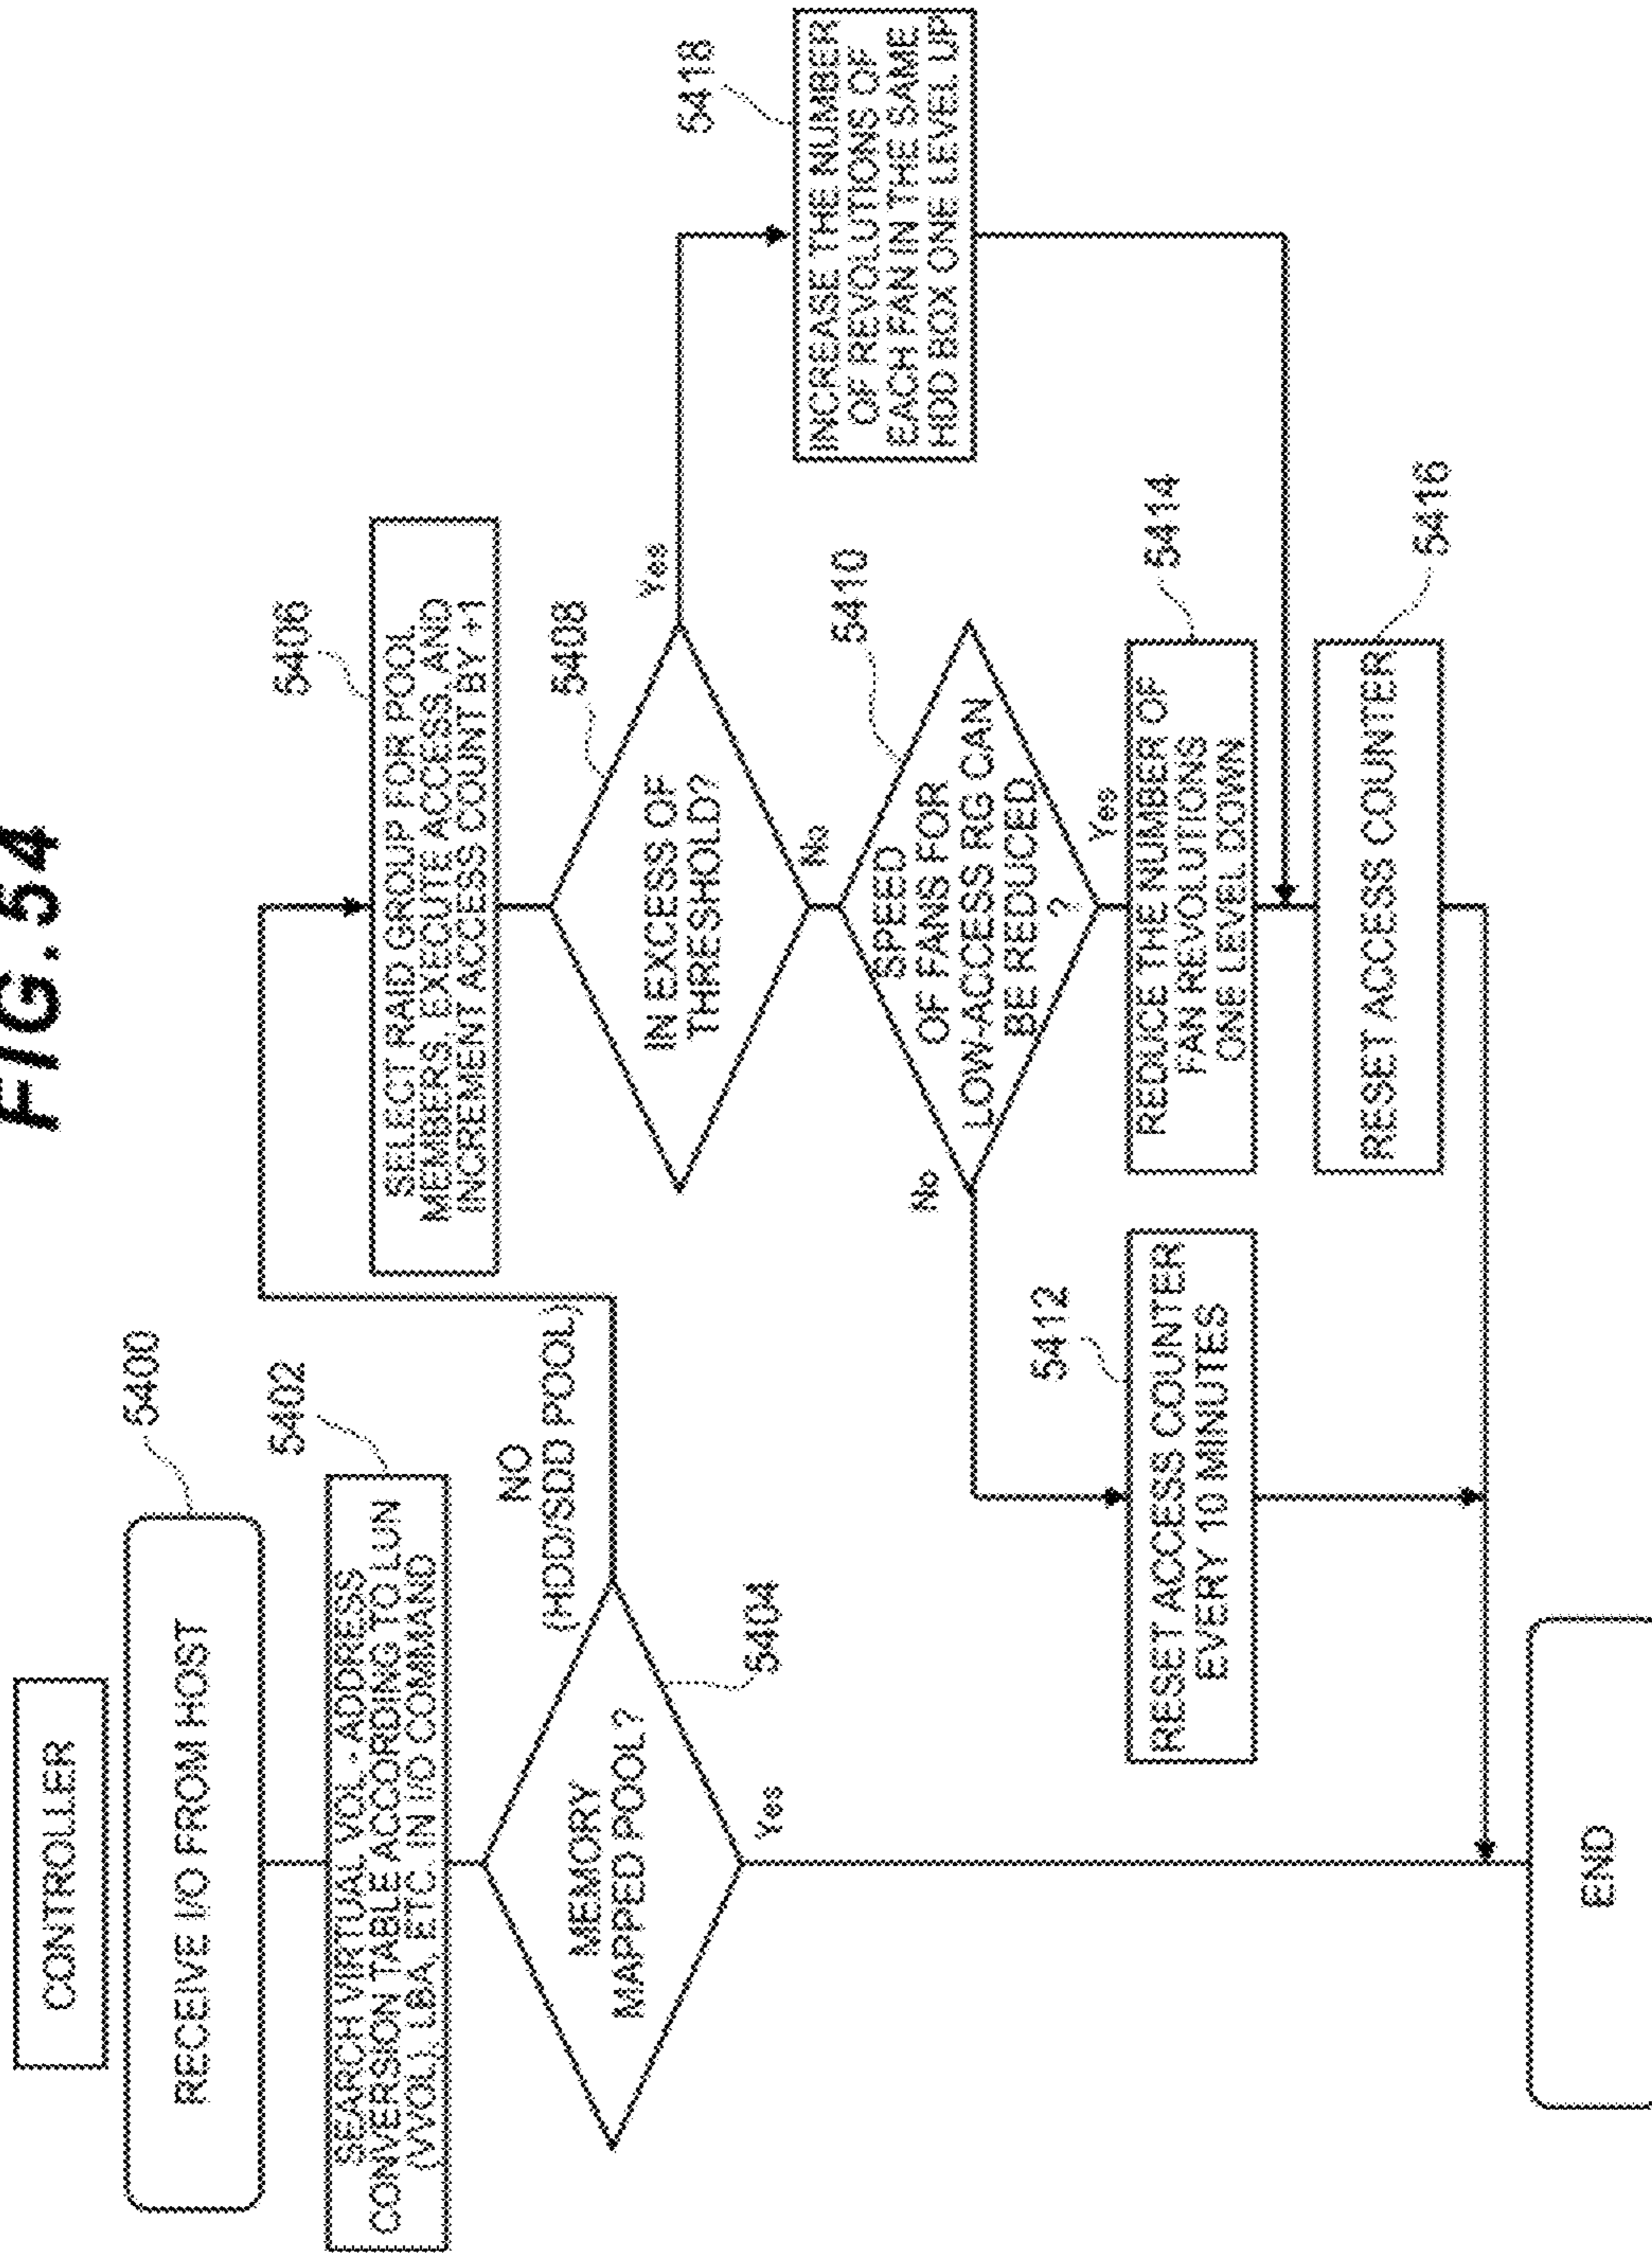 FIG.54
CONTROLLER
5400
RECEIVE I/O FROM HOST
5402
SEARCH VIRTUAL VOL - ADDRESS
CONVERSION TABLE ACCORDING TO LUN
(VVOL), LBA, ETC. IN I/O COMMAND
MEMORY
MAPPED POOL?
5404
NO
(HDD/SDD POOL)
Yes
5406
SELECT RAID GROUP FOR POOL
MEMBERS, EXECUTE ACCESS AND
INCREMENT ACCESS COUNT BY +1
5408
IN EXCESS OF
THRESHOLD?
Yes
No
5418
INCREASE THE NUMBER
OF REVOLUTIONS OF
EACH FAN IN THE SAME
HDD BOX ONE LEVEL UP
5410
SPEED
OF FANS FOR
LOW-ACCESS RG CAN
BE REDUCED
?
No
Yes
5412
RESET ACCESS COUNTER
EVERY 10 MINUTES
5414
REDUCE THE NUMBER OF
FAN REVOLUTIONS
ONE LEVEL DOWN
5416
RESET ACCESS COUNTER
END